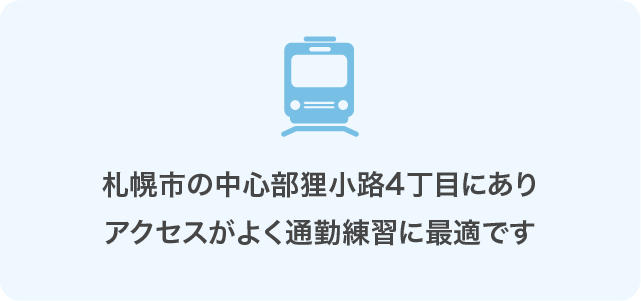 札幌市の中心部狸小路4丁目にあり
アクセスがよく通勤練習に最適です